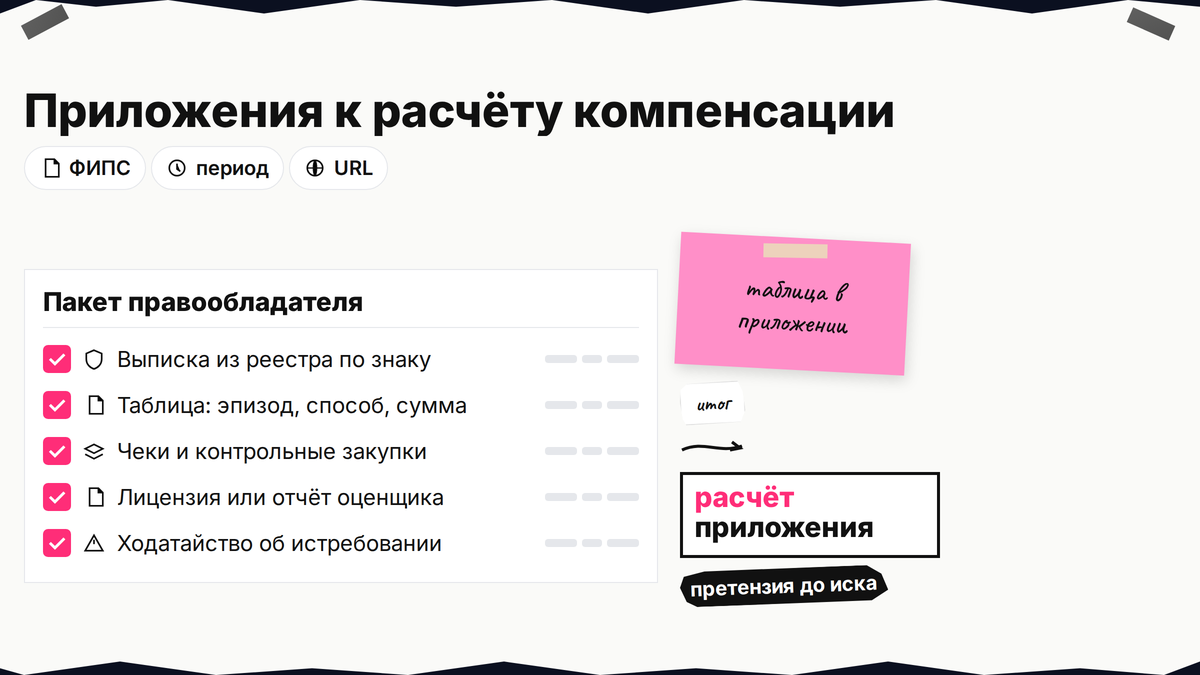 Приложения к расчёту компенсации
ФИПС
период
URL
Пакет правообладателя
Выписка из реестра по знаку
Таблица: эпизод, способ, сумма
Чеки и контрольные закупки
Лицензия или отчёт оценщика
Ходатайство об истребовании
таблица в
приложении
итог
расчёт
приложения
претензия до иска